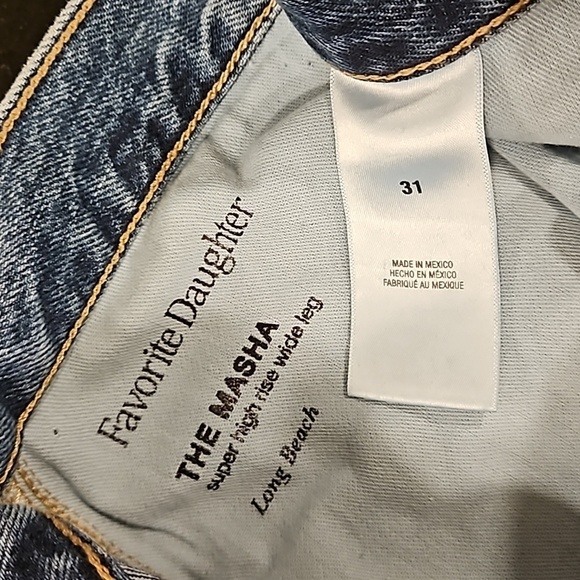 Favorite Daughter
THE MASHA
super high rise wide leg
Long Beach
31
MADE IN MEXICO
HECHO EN MÉXICO
FABRIQUÉ AU MEXIQUE